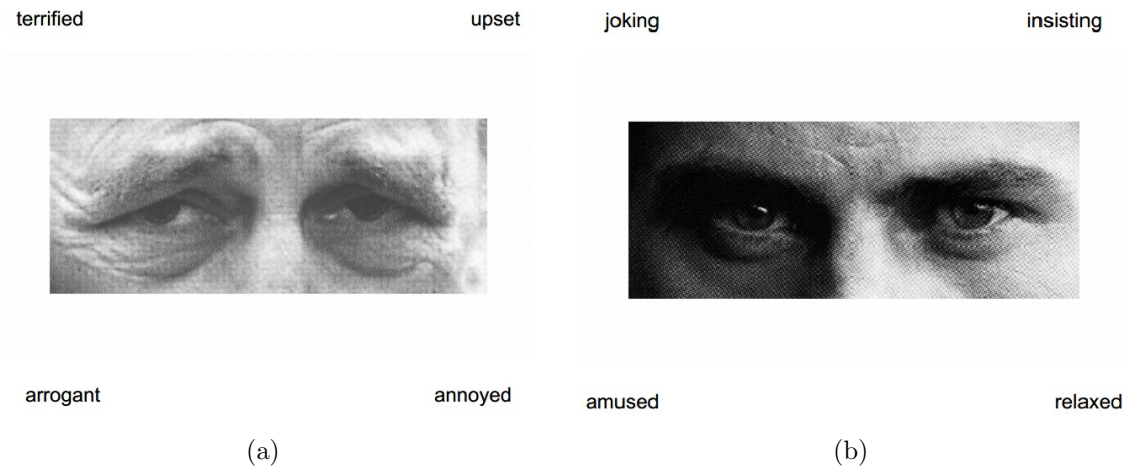 terrified upset
joking insisting
arrogant annoyed
amused relaxed
(a) (b)